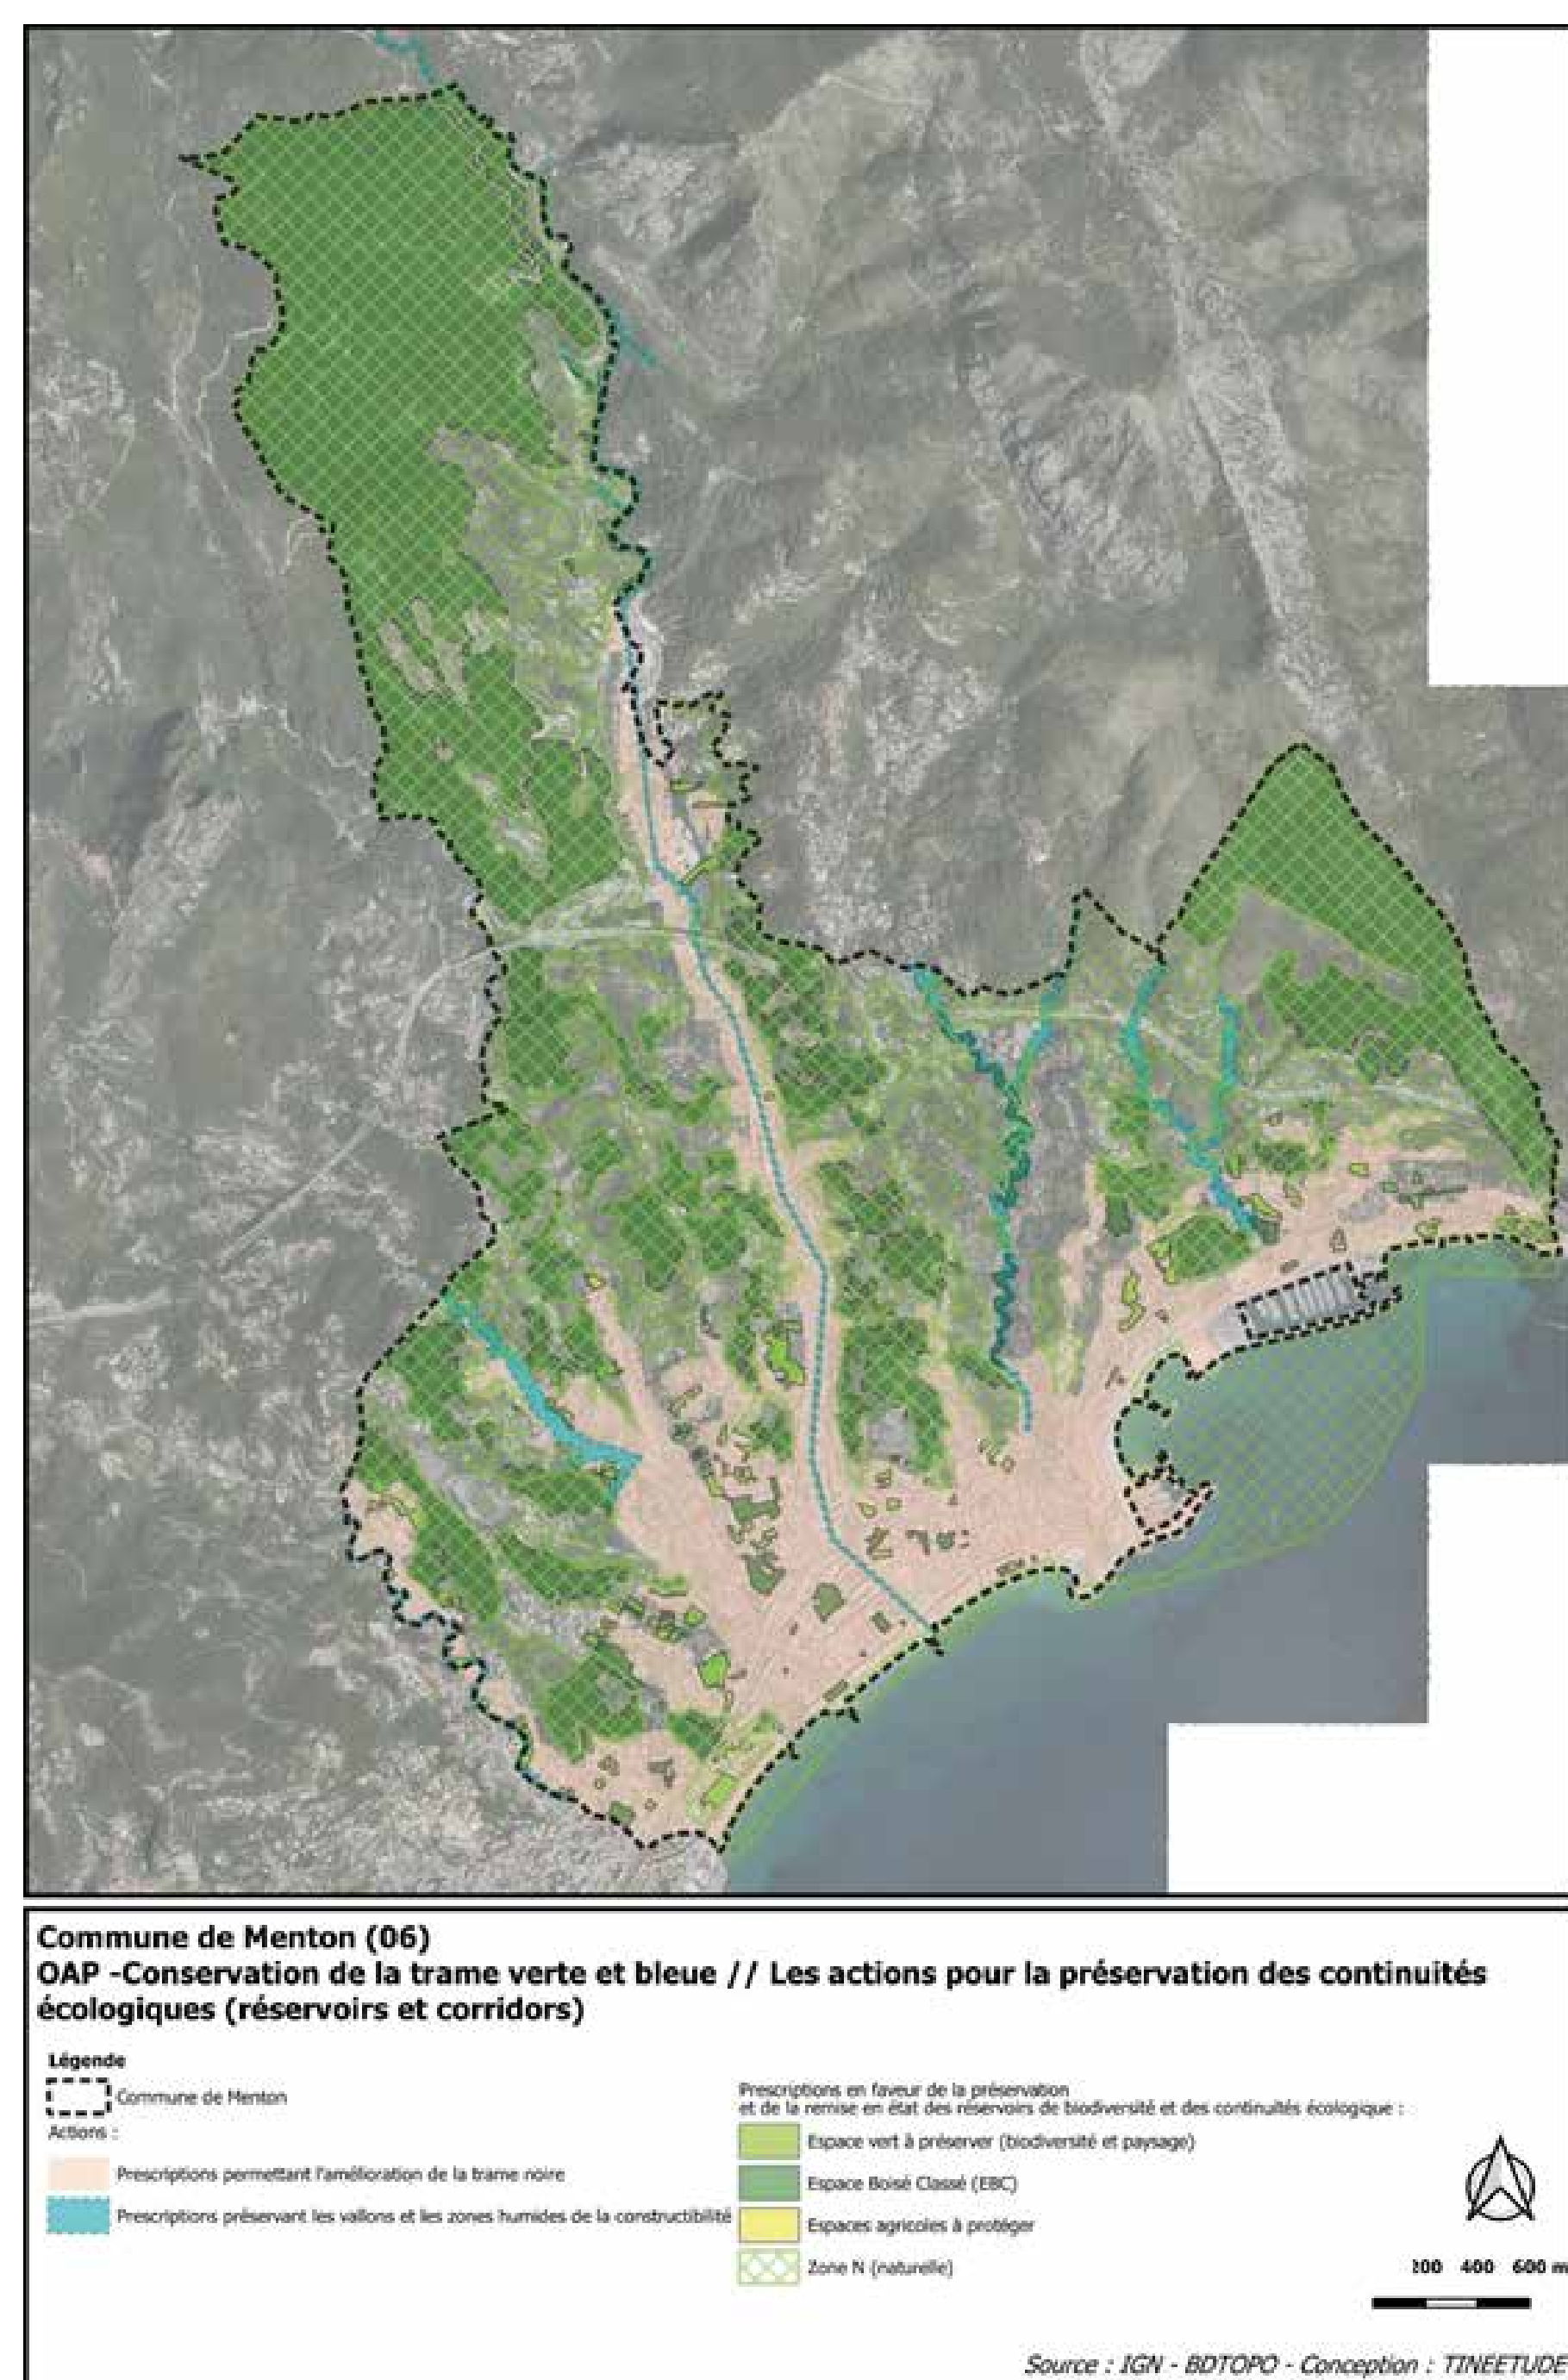 Commune de Menton (06)
OAP -Conservation de la trame verte et bleue // Les actions pour la préservation des continuités
écologiques (réservoirs et corridors)
Légende
Commune de Menton
Actions :
Prescriptions permettant l'amélioration de la trame noire
Prescriptions préservant les vallons et les zones humides de la constructibilité
Prescriptions en faveur de la préservation
et de la remise en état des réservoirs de biodiversité et des continuités écologique :
Espace vert à préserver (biodiversité et paysage)
Espace Boisé Classé (EBC)
Espaces agricoles à protéger
Zone N (naturelle)
200 400 600 m
Source : IGN - BDTOPO - Conception : TINEETUDE